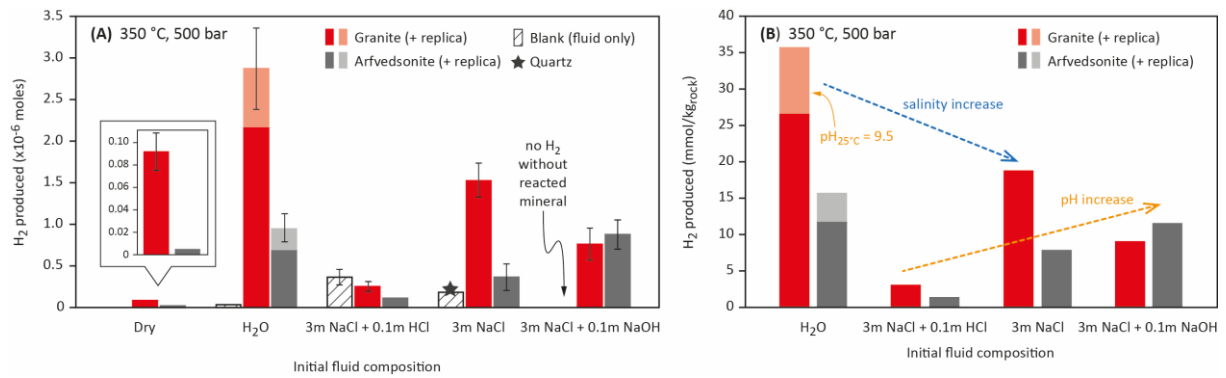 (A) 350 °C, 500 bar
Granite (+ replica)
Arfvedsonite (+ replica)
Blank (fluid only)
Quartz
H2 produced (x10-6 moles)
3.5
3.0
2.5
2.0
1.5
1.0
0.5
0
0.10
0.08
0.06
0.04
0.02
0
no H2
without
reacted
mineral
Dry
H2O
3m NaCl + 0.1m HCl
3m NaCl
3m NaCl + 0.1m NaOH
Initial fluid composition
(B) 350 °C, 500 bar
Granite (+ replica)
Arfvedsonite (+ replica)
H2 produced (mmol/kgrock)
40
35
30
25
20
15
10
5
0
salinity increase
pH25°C = 9.5
pH increase
H2O
3m NaCl + 0.1m HCl
3m NaCl
3m NaCl + 0.1m NaOH
Initial fluid composition